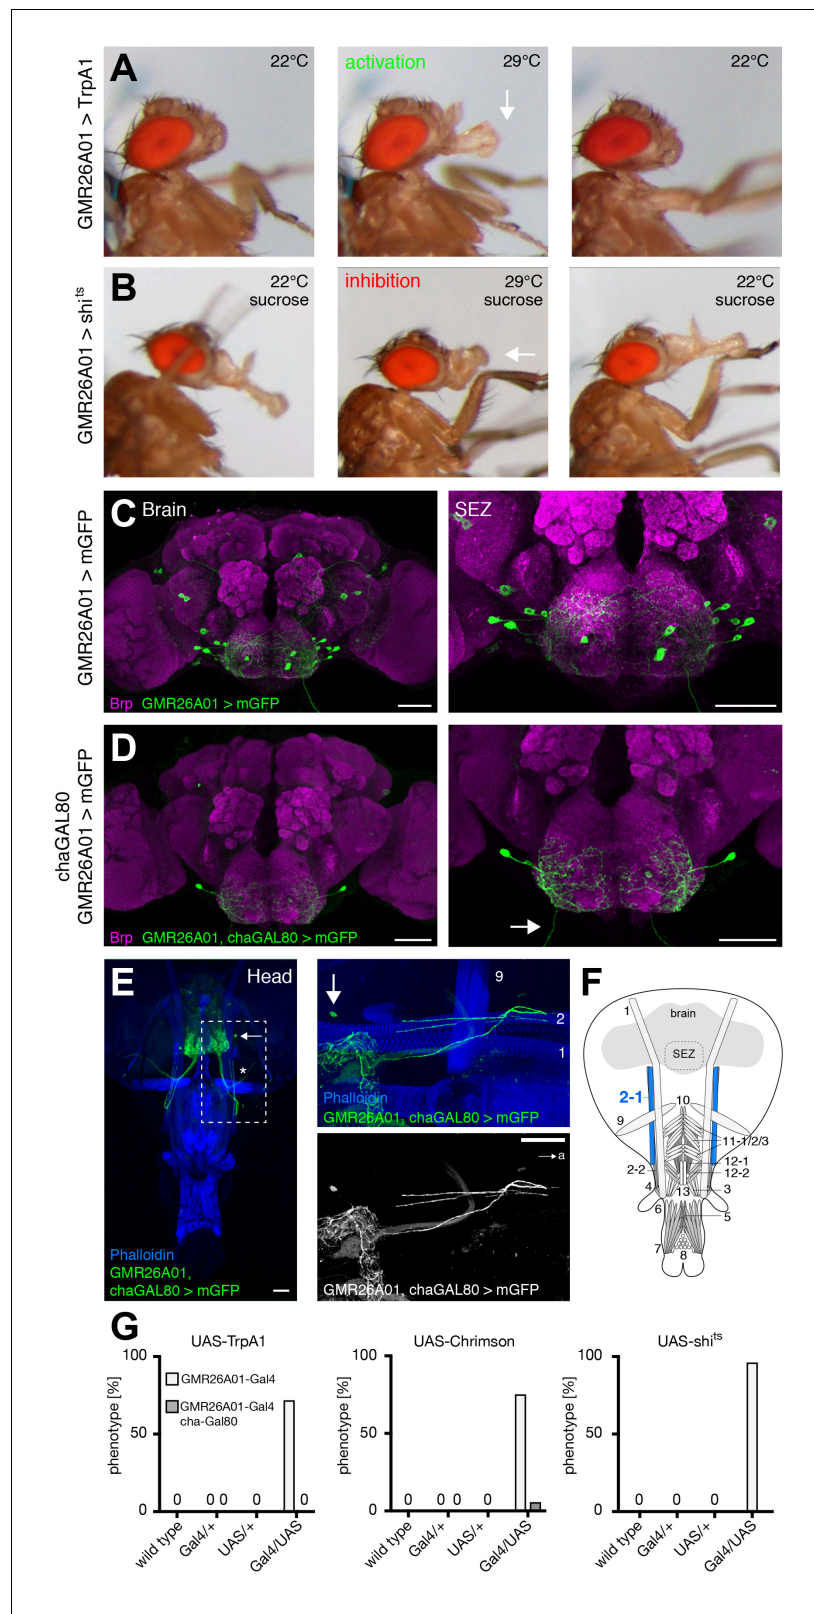 A
GMR26A01 > TrpA1
22°C
activation
29°C
22°C
B
GMR26A01 > shi^ts
22°C
sucrose
inhibition
29°C
sucrose
22°C
sucrose
C
GMR26A01 > mGFP
Brain
Brp GMR26A01 > mGFP
SEZ
D
chaGAL80
GMR26A01 > mGFP
Brp GMR26A01, chaGAL80 > mGFP
E
Head
*
Phalloidin
GMR26A01,
chaGAL80 > mGFP
9
2
1
Phalloidin
GMR26A01, chaGAL80 > mGFP
→a
GMR26A01, chaGAL80 > mGFP
F
1
brain
SEZ
2-1
10
9
11-1/2/3
12-1
2-2
12-2
4
13
3
6
5
7
8
G
UAS-TrpA1
phenotype [%]
100
50
0
GMR26A01-Gal4
GMR26A01-Gal4
cha-Gal80
0 0 0 0 0
wild type
Gal4/+
UAS/+
Gal4/UAS
UAS-Chrimson
phenotype [%]
100
50
0
0 0 0 0
wild type
Gal4/+
UAS/+
Gal4/UAS
UAS-shi^ts
phenotype [%]
100
50
0
0 0 0
wild type
Gal4/+
UAS/+
Gal4/UAS